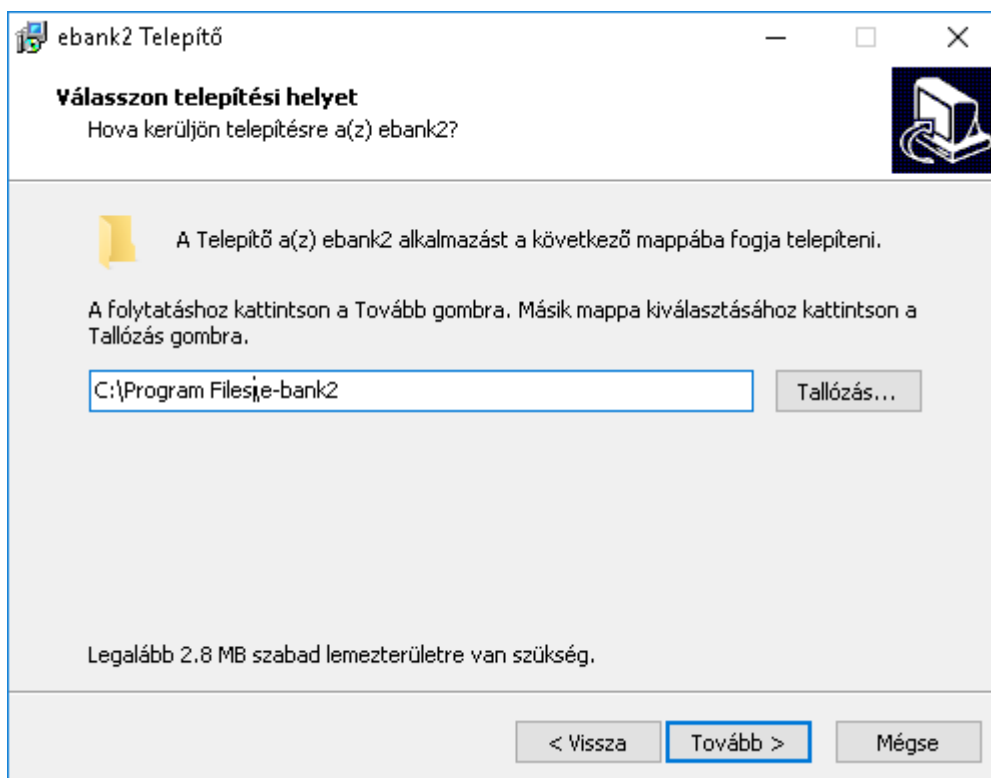 ebank2 Telepítő
Válasszon telepítési helyet
Hova kerüljön telepítésre a(z) ebank2?
A Telepítő a(z) ebank2 alkalmazást a következő mappába fogja telepíteni.
A folytatáshoz kattintson a Tovább gombra. Másik mappa kiválasztásához kattintson a
Tallózás gombra.
C:\Program Files\e-bank2
Tallózás...
Legalább 2.8 MB szabad lemezterületre van szükség.
< Vissza
Tovább >
Mégse